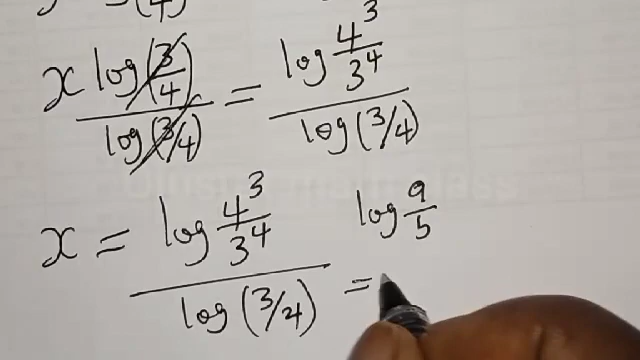 x log(3/4) / log(3/4) = log 4^3/3^4 / log(3/4)
x = log 4^3/3^4 / log(3/4) =
log 9/5